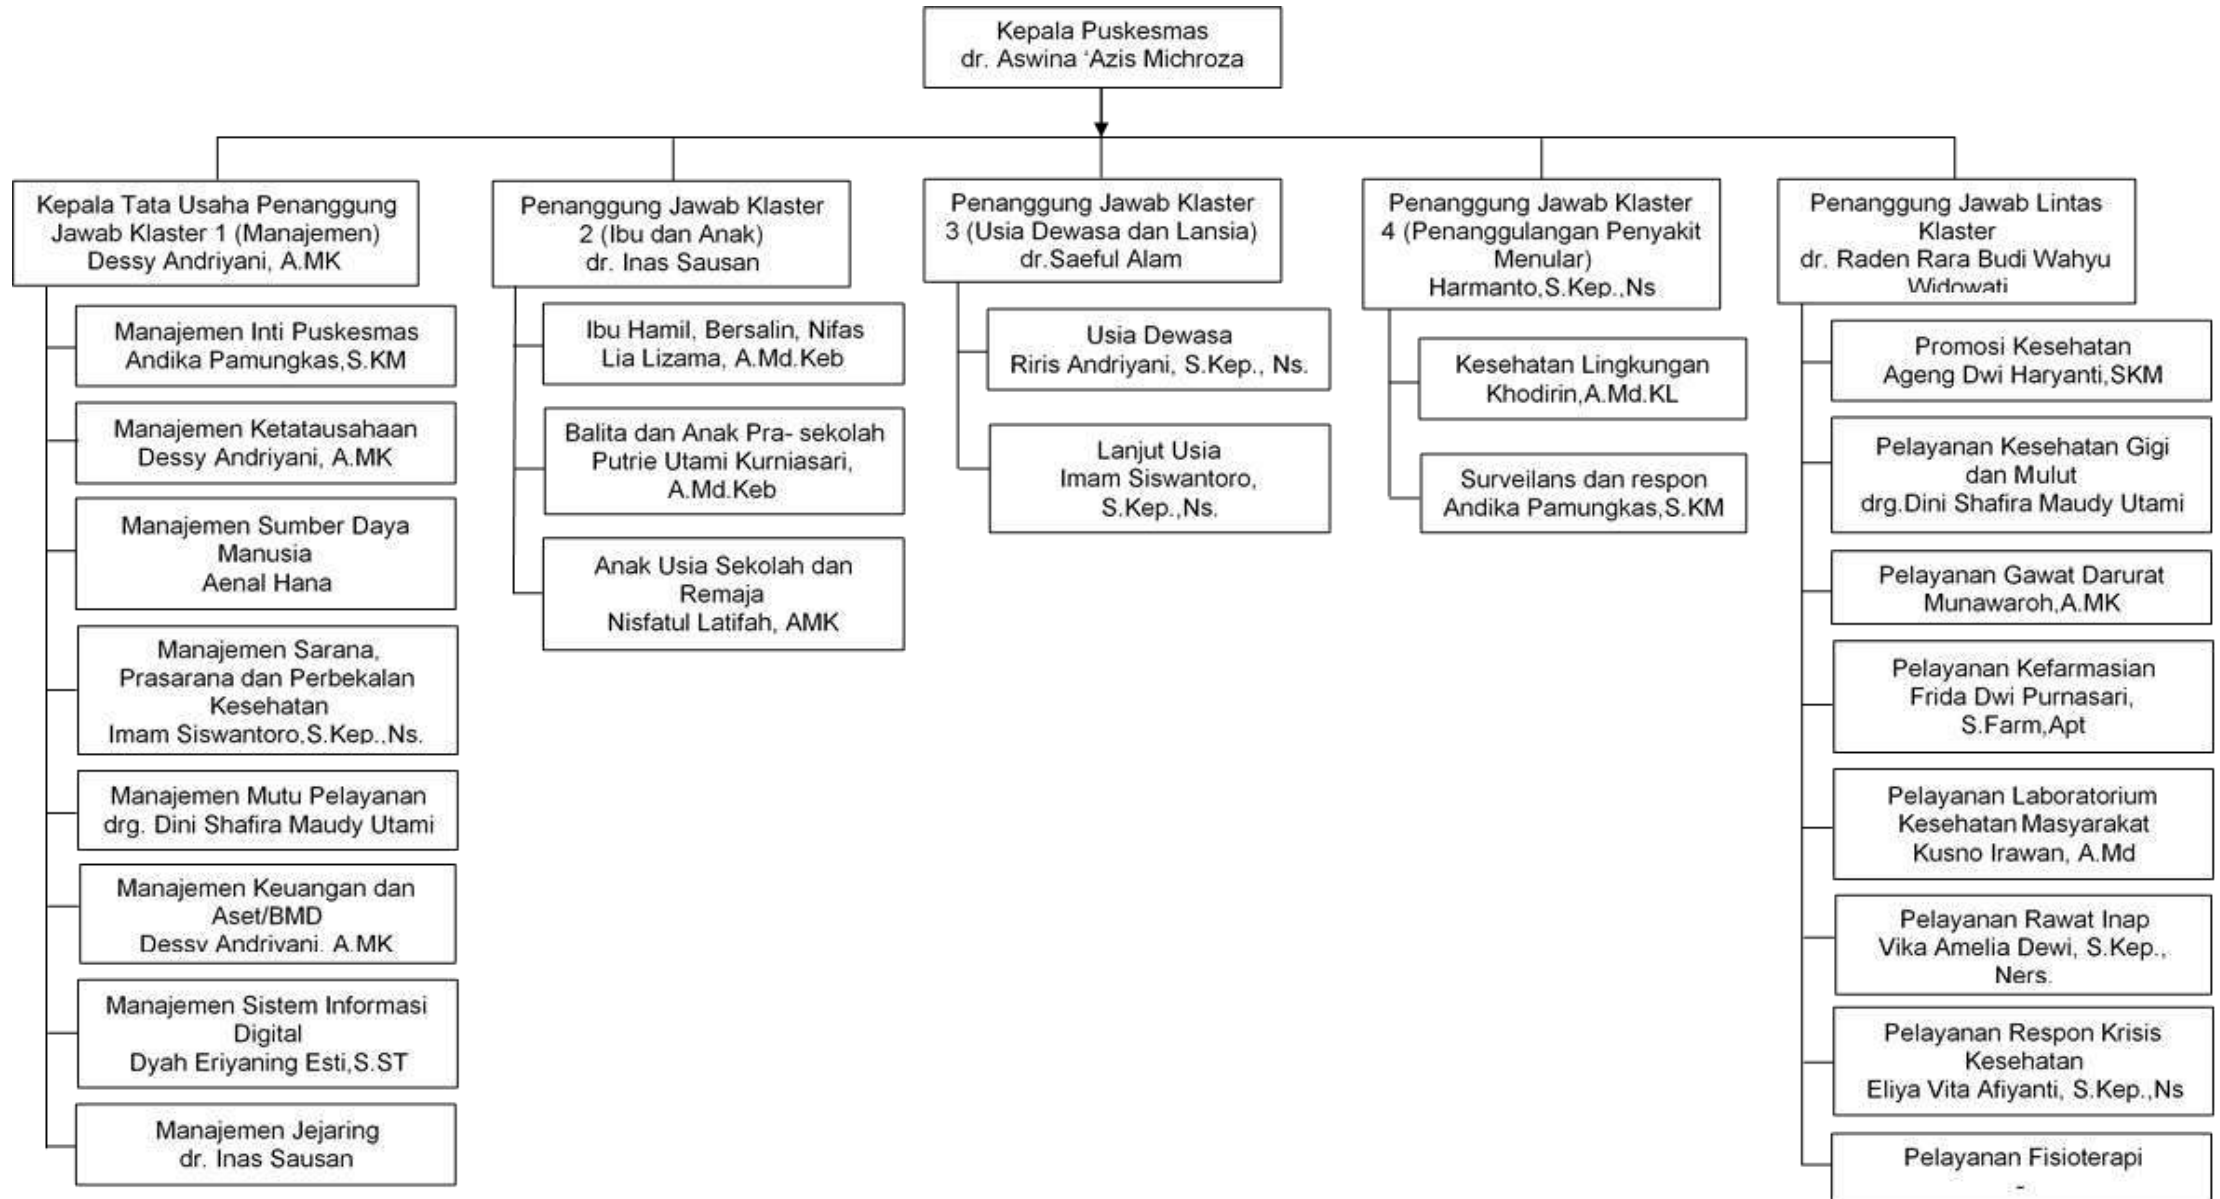 Kepala Puskesmas
dr. Aswina ‘Azis Michroza
Kepala Tata Usaha Penanggung
Jawab Klaster 1 (Manajemen)
Dessy Andriyani, A.MK
Manajemen Inti Puskesmas
Andika Pamungkas,S.KM
Manajemen Ketatausahaan
Dessy Andriyani, A.MK
Manajemen Sumber Daya
Manusia
Aenal Hana
Manajemen Sarana,
Prasarana dan Perbekalan
Kesehatan
Imam Siswantoro,S.Kep.,Ns.
Manajemen Mutu Pelayanan
drg. Dini Shafira Maudy Utami
Manajemen Keuangan dan
Aset/BMD
Dessy Andriyani. A.MK
Manajemen Sistem Informasi
Digital
Dyah Eriyaning Esti,S.ST
Manajemen Jejaring
dr. Inas Sausan
Penanggung Jawab Klaster
2 (Ibu dan Anak)
dr. Inas Sausan
Ibu Hamil, Bersalin, Nifas
Lia Lizama, A.Md.Keb
Balita dan Anak Pra- sekolah
Putrie Utami Kurniasari,
A.Md.Keb
Anak Usia Sekolah dan
Remaja
Nisfatul Latifah, AMK
Penanggung Jawab Klaster
3 (Usia Dewasa dan Lansia)
dr.Saeful Alam
Usia Dewasa
Riris Andriyani, S.Kep., Ns.
Lanjut Usia
Imam Siswantoro,
S.Kep.,Ns.
Penanggung Jawab Klaster
4 (Penanggulangan Penyakit
Menular)
Harmanto,S.Kep.,Ns
Kesehatan Lingkungan
Khodirin,A.Md.KL
Surveilans dan respon
Andika Pamungkas,S.KM
Penanggung Jawab Lintas
Klaster
dr. Raden Rara Budi Wahyu
Widowati
Promosi Kesehatan
Ageng Dwi Haryanti,SKM
Pelayanan Kesehatan Gigi
dan Mulut
drg.Dini Shafira Maudy Utami
Pelayanan Gawat Darurat
Munawaroh,A.MK
Pelayanan Kefarmasian
Frida Dwi Purnasari,
S.Farm,Apt
Pelayanan Laboratorium
Kesehatan Masyarakat
Kusno Irawan, A.Md
Pelayanan Rawat Inap
Vika Amelia Dewi, S.Kep.,
Ners.
Pelayanan Respon Krisis
Kesehatan
Eliya Vita Afiyanti, S.Kep.,Ns
Pelayanan Fisioterapi
-